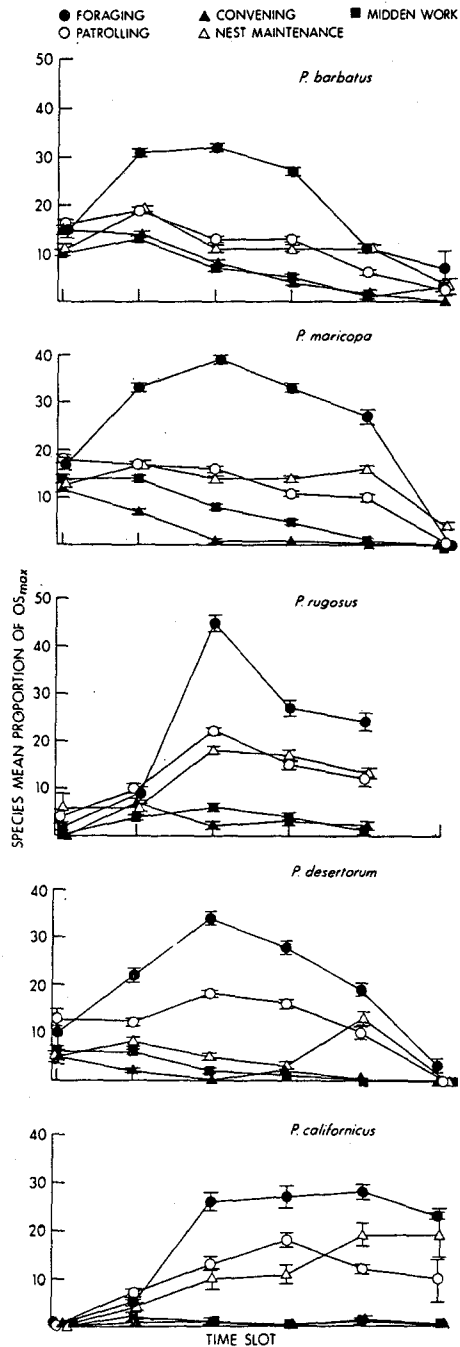 ● FORAGING ▲ CONVENING ■ MIDDEN WORK
○ PATROLLING △ NEST MAINTENANCE
P. barbatus
50
40
30
20
10
P. maricopa
40
30
20
10
SPECIES MEAN PROPORTION OF OSmax
P. rugosus
50
40
30
20
10
P. desertorum
40
30
20
10
P. californicus
40
30
20
10
TIME SLOT